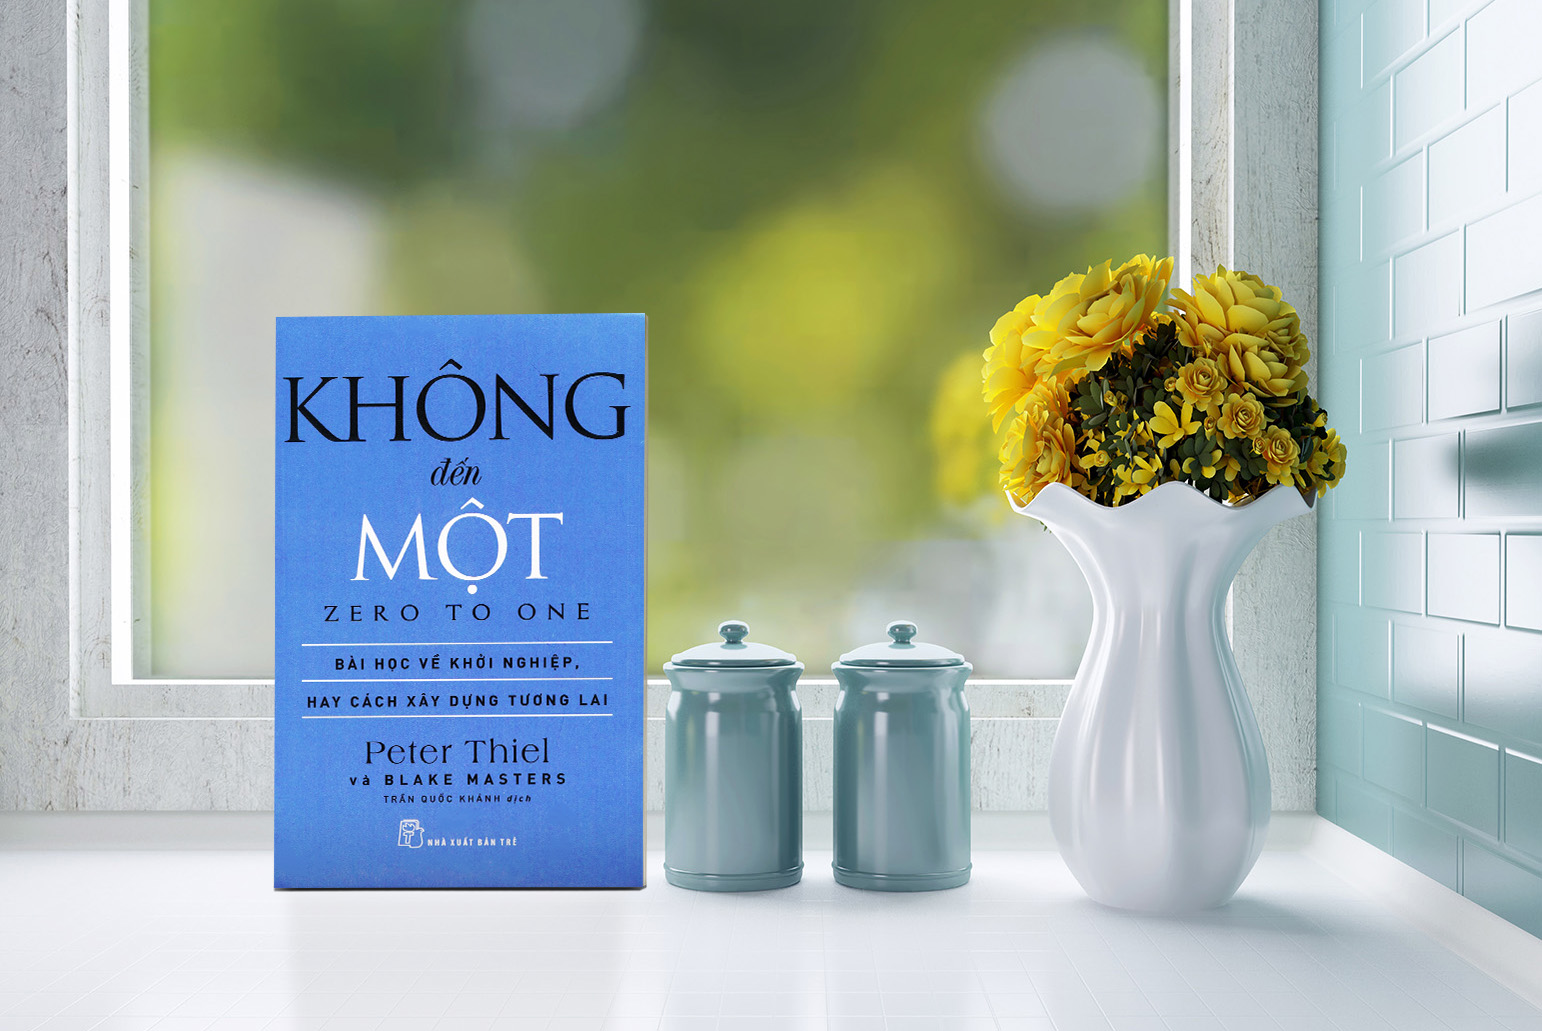 KHÔNG
đến
MỘT
ZERO TO ONE
BÀI HỌC VỀ KHỞI NGHIỆP,
HAY CÁCH XÂY DỰNG TƯƠNG LAI
Peter Thiel
và BLAKE MASTERS
TRẦN QUỐC KHÁNH dịch
NHÀ XUẤT BẢN TRẺ